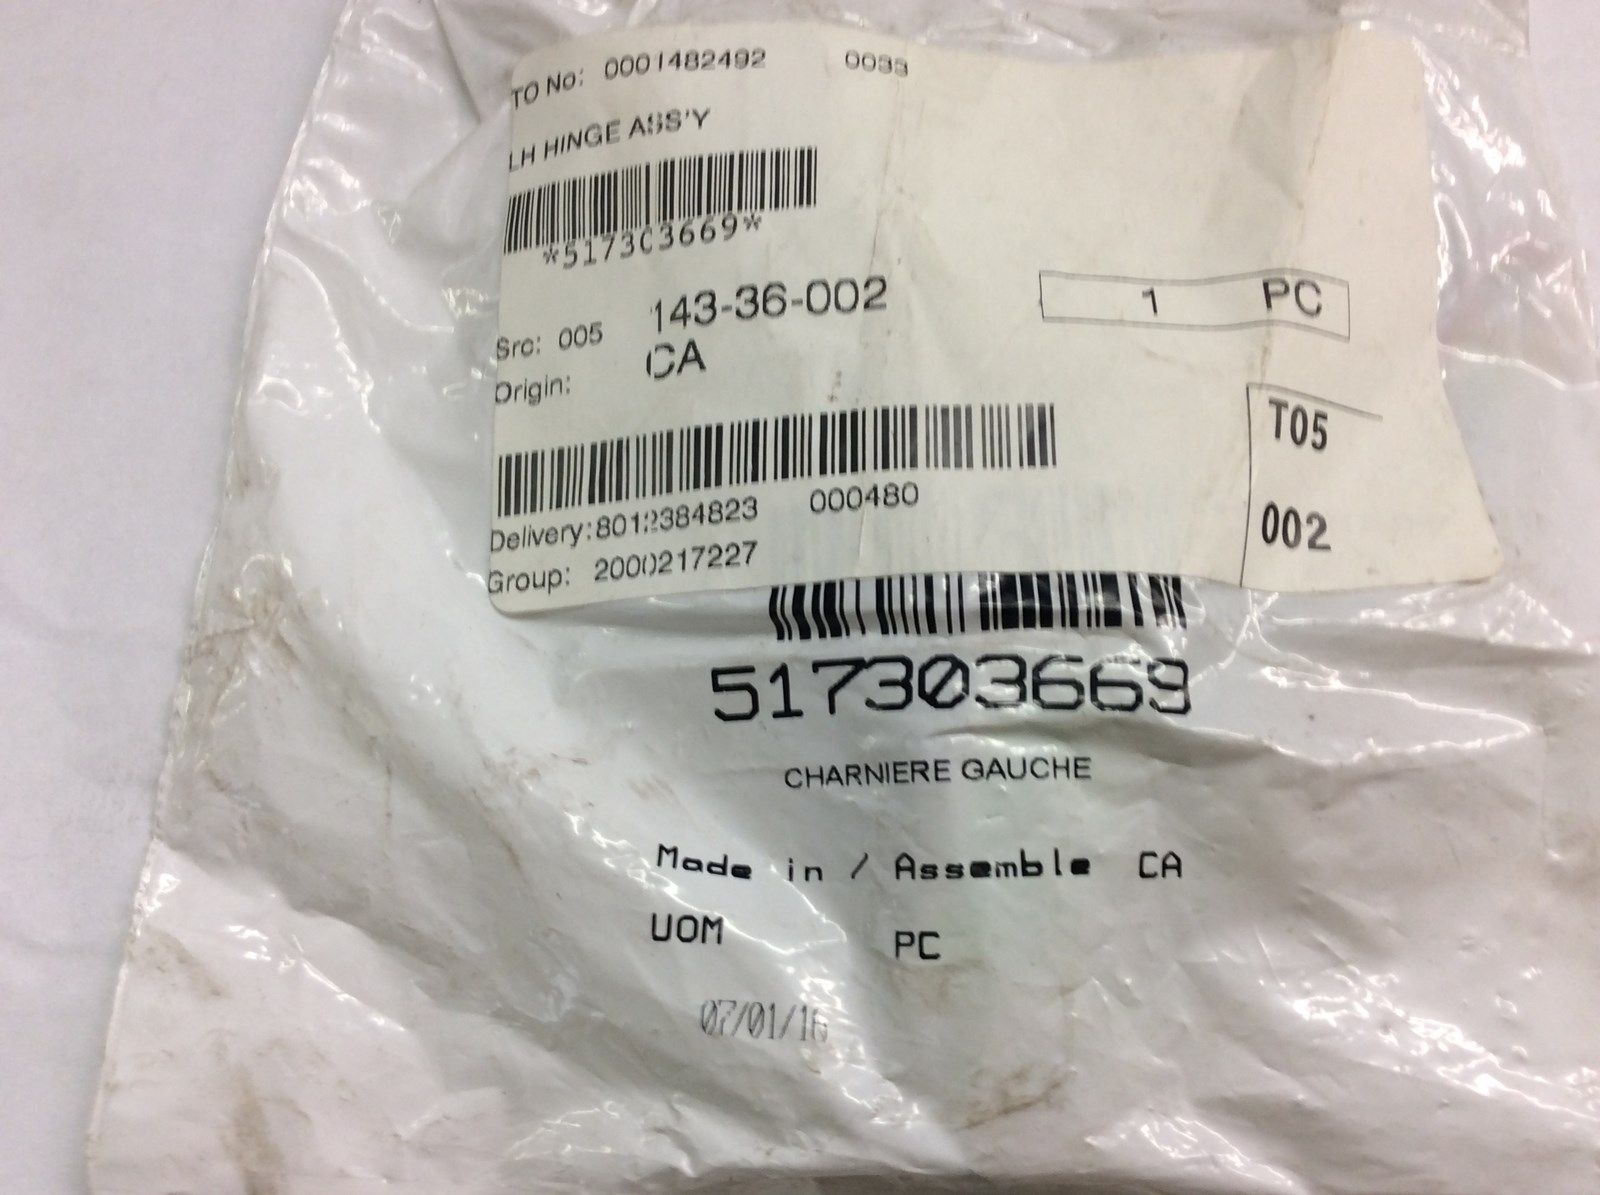 TO No: 0001482492 0033
LH HINGE ASS'Y
*517303669*
143-36-002 1 PC
Src: 005
CA
Origin:
T05
Delivery:8012384823 000480
002
Group: 2000217227
517303669
CHARNIERE GAUCHE
Made in / Assemble CA
UOM PC
07/01/16